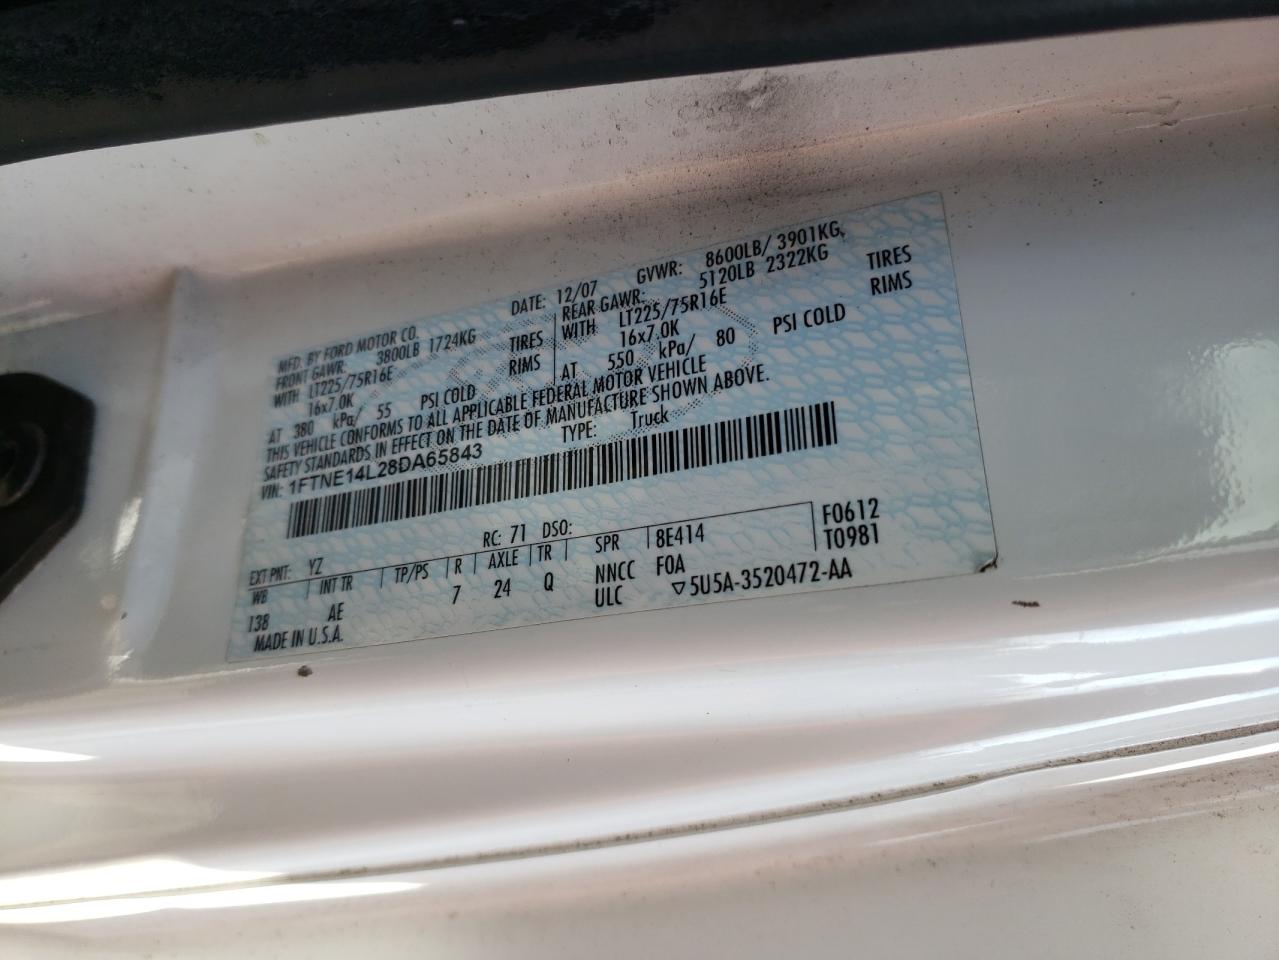 MFD. BY FORD MOTOR CO.
DATE: 12/07 GVWR: 8600LB/ 3901KG
FRONT GAWR: 3800LB 1724KG
REAR GAWR: 5120LB 2322KG
WITH LT225/75R16E TIRES
WITH LT225/75R16E TIRES
16x7.0K RIMS
16x7.0K RIMS
AT 380 kPa/ 55 PSI COLD
AT 550 kPa/ 80 PSI COLD
THIS VEHICLE CONFORMS TO ALL APPLICABLE FEDERAL MOTOR VEHICLE
SAFETY STANDARDS IN EFFECT ON THE DATE OF MANUFACTURE SHOWN ABOVE.
VIN: 1FTNE14L28DA65843 TYPE: Truck
EXT PNT: YZ RC: 71 DSO: SPR 8E414 F0612
WB INT TR TP/PS R AXLE TR NNCC F0A T0981
138 AE 7 24 Q ULC ▽5U5A-3520472-AA
MADE IN U.S.A.